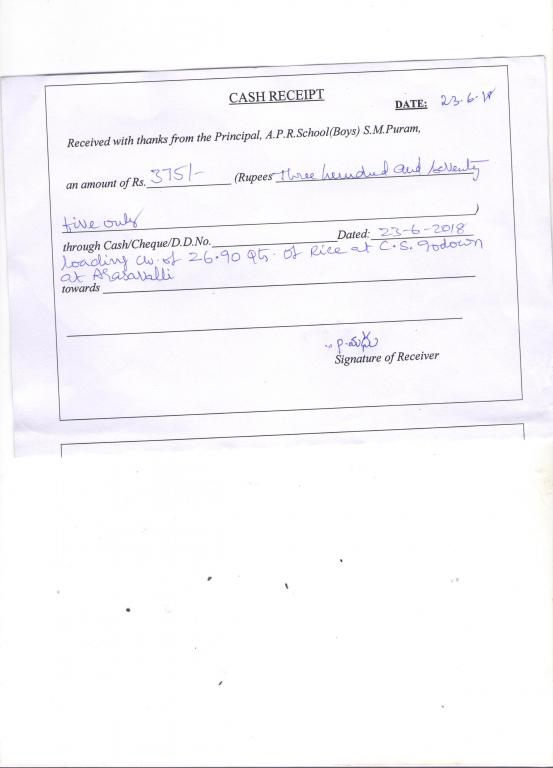 CASH RECEIPT
DATE: 23-6-18
Received with thanks from the Principal, A.P.R.School(Boys) S.M.Puram,
an amount of Rs. 375/- (Rupees Three hundred and seventy
five only )
through Cash/Cheque/D.D.No. Dated: 23-6-2018
loading of 26.90 Qts. of Rice at C.S. godown
at Arasavalli
towards
Signature of Receiver